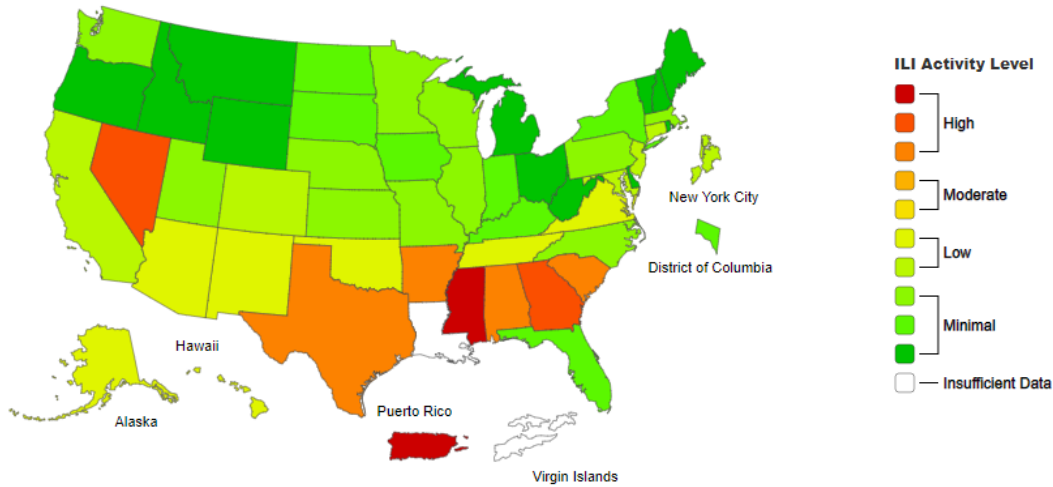 ILI Activity Level
High
Moderate
Low
Minimal
Insufficient Data
New York City
District of Columbia
Hawaii
Alaska
Puerto Rico
Virgin Islands